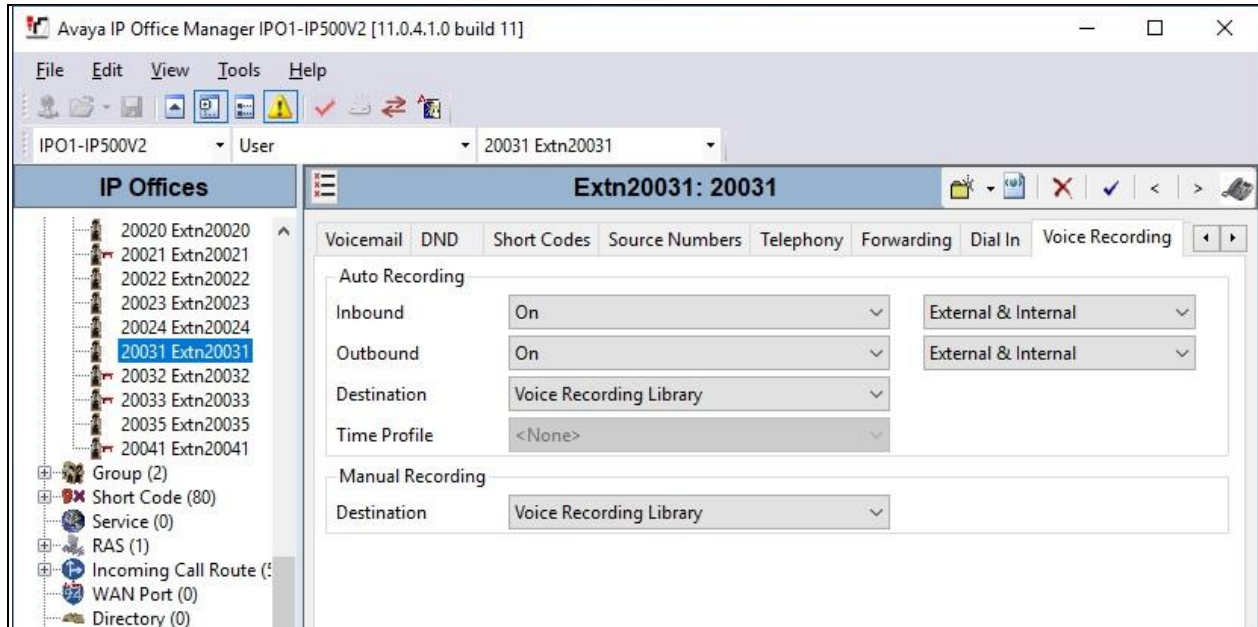 Avaya IP Office Manager IPO1-IP500V2 [11.0.4.1.0 build 11]
File Edit View Tools Help
IPO1-IP500V2 User 20031 Extn20031
IP Offices
20020 Extn20020
20021 Extn20021
20022 Extn20022
20023 Extn20023
20024 Extn20024
20031 Extn20031
20032 Extn20032
20033 Extn20033
20035 Extn20035
20041 Extn20041
Group (2)
Short Code (80)
Service (0)
RAS (1)
Incoming Call Route (
WAN Port (0)
Directory (0)
Extn20031: 20031
Voicemail DND Short Codes Source Numbers Telephony Forwarding Dial In Voice Recording
Auto Recording
Inbound On External & Internal
Outbound On External & Internal
Destination Voice Recording Library
Time Profile <None>
Manual Recording
Destination Voice Recording Library